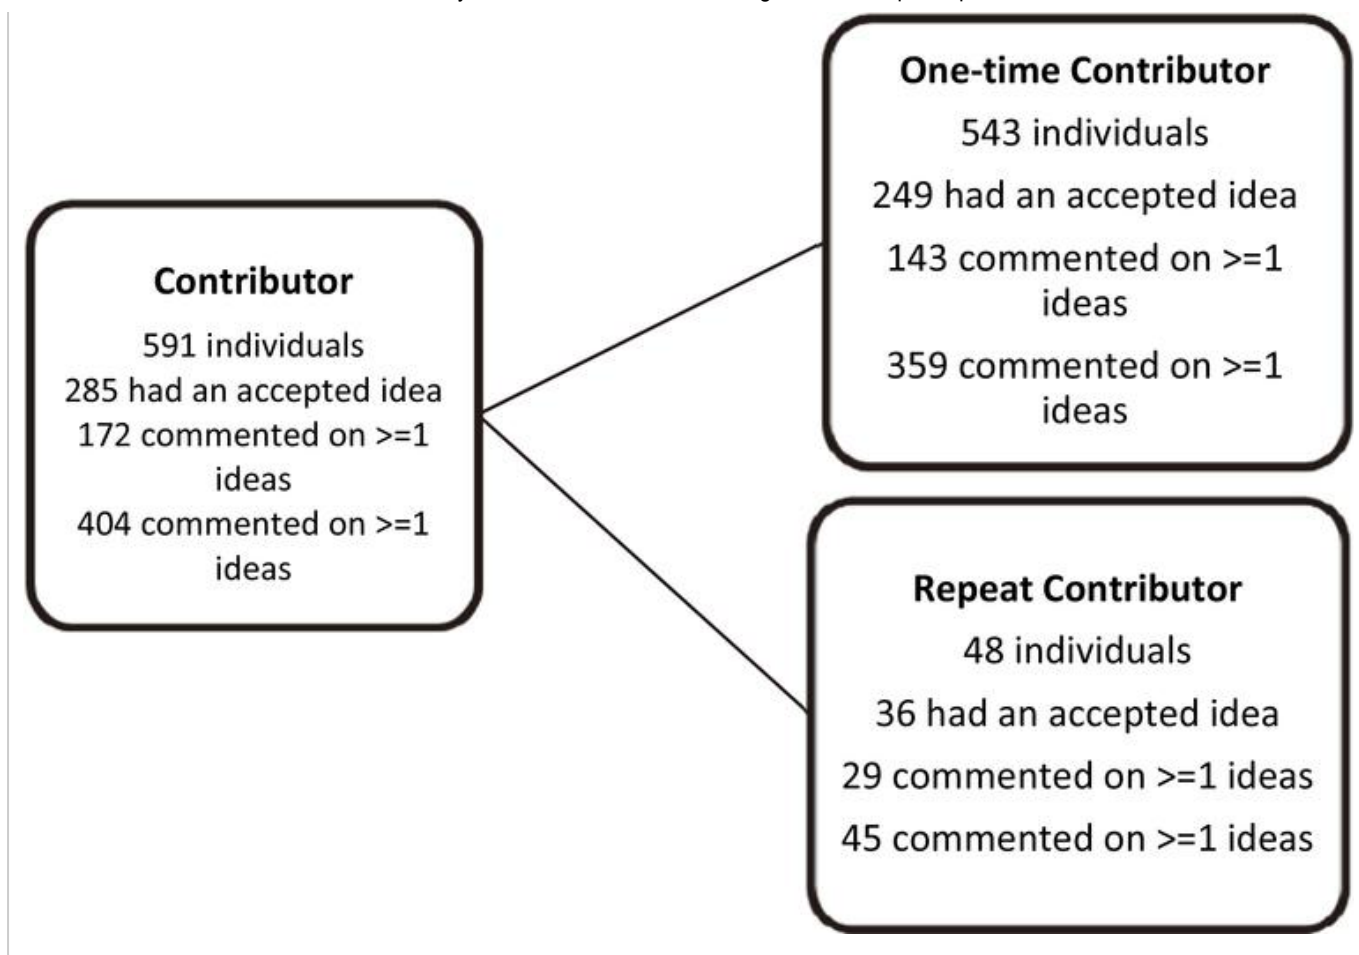 Contributor
591 individuals
285 had an accepted idea
172 commented on >=1
ideas
404 commented on >=1
ideas
One-time Contributor
543 individuals
249 had an accepted idea
143 commented on >=1
ideas
359 commented on >=1
ideas
Repeat Contributor
48 individuals
36 had an accepted idea
29 commented on >=1 ideas
45 commented on >=1 ideas